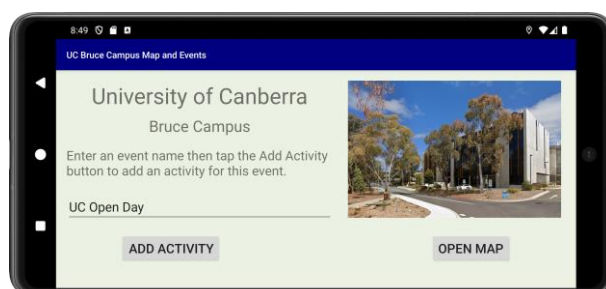 8:49
UC Bruce Campus Map and Events
University of Canberra
Bruce Campus
Enter an event name then tap the Add Activity
button to add an activity for this event.
UC Open Day
ADD ACTIVITY
OPEN MAP